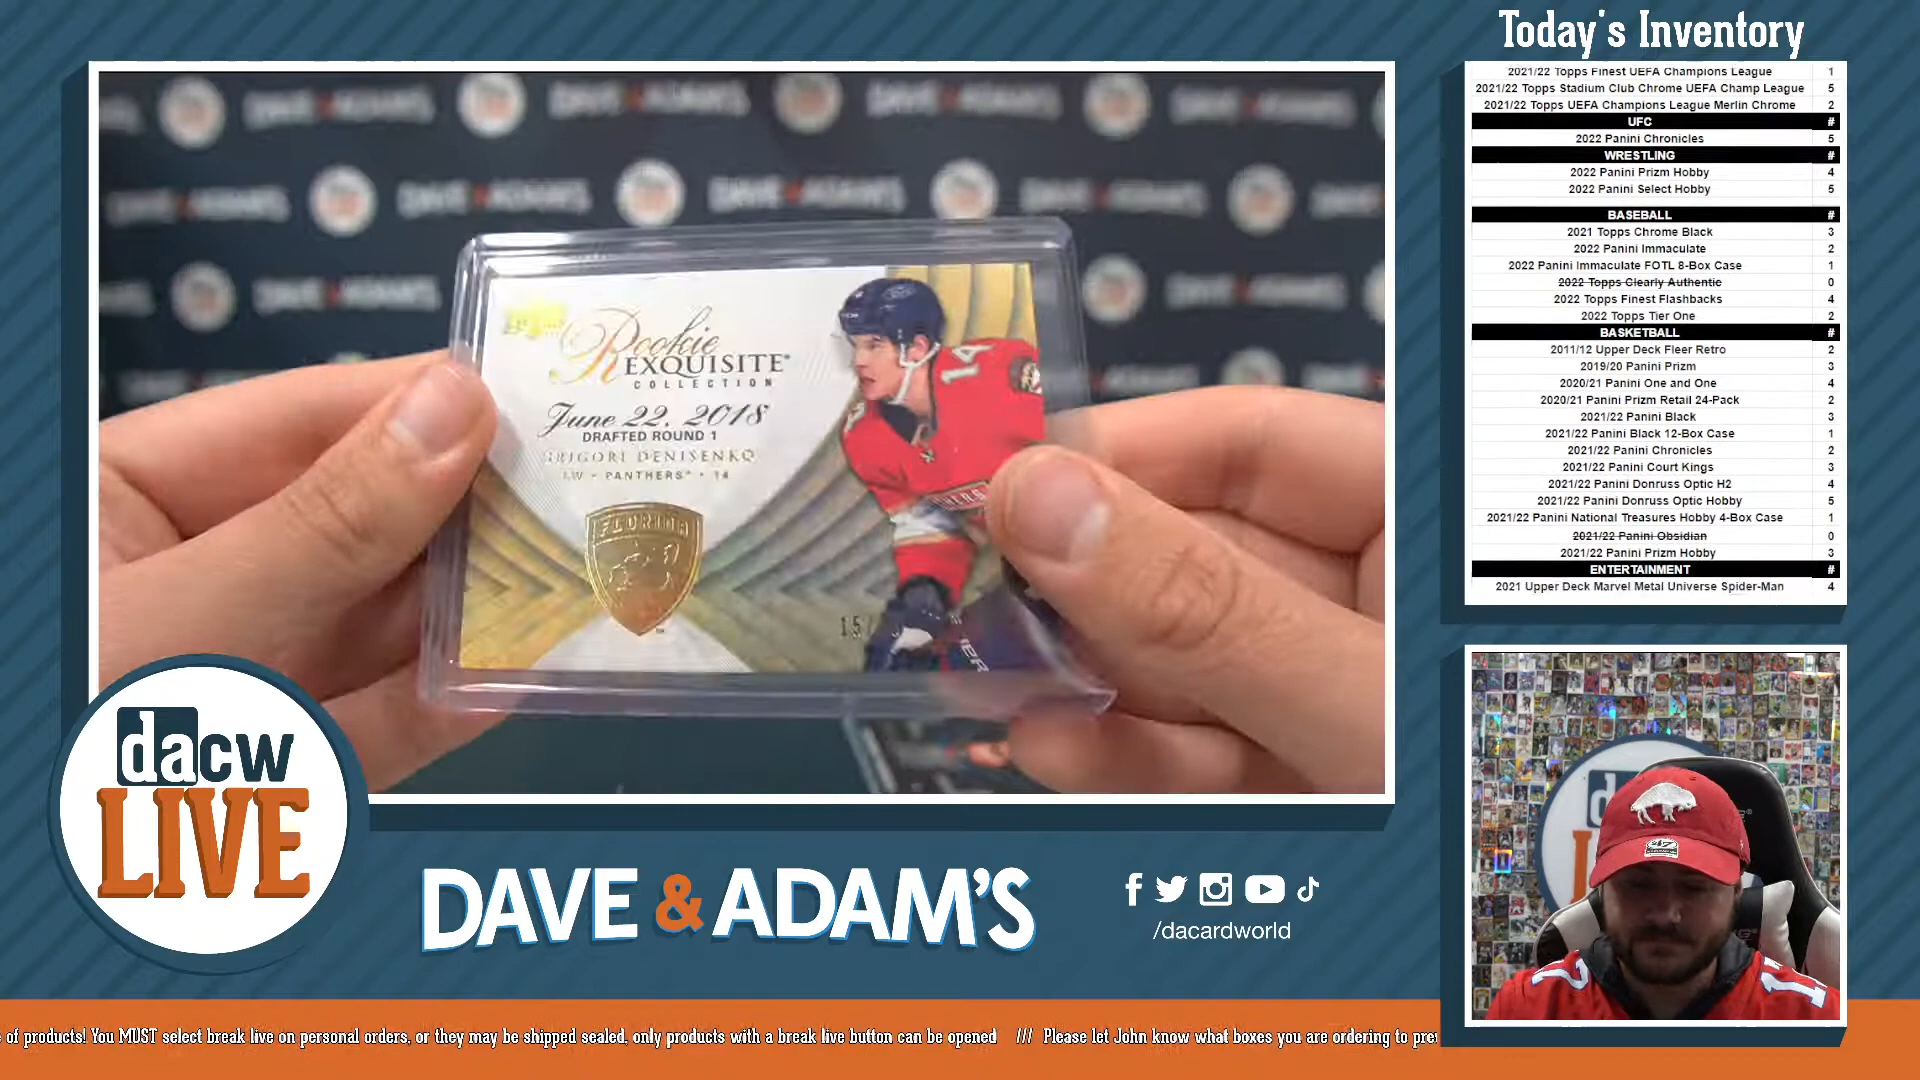 Today's Inventory
2021/22 Topps Finest UEFA Champions League 1
2021/22 Topps Stadium Club Chrome UEFA Champ League 5
2021/22 Topps UEFA Champions League Merlin Chrome 2
UFC #
2022 Panini Chronicles 5
WRESTLING #
2022 Panini Prizm Hobby 4
2022 Panini Select Hobby 5
BASEBALL #
2021 Topps Chrome Black 3
2022 Panini Immaculate 2
2022 Panini Immaculate FOTL 8-Box Case 1
2022 Topps Clearly Authentic 0
2022 Topps Finest Flashbacks 4
2022 Topps Tier One 2
BASKETBALL #
2011/12 Upper Deck Fleer Retro 2
2019/20 Panini Prizm 3
2020/21 Panini One and One 4
2020/21 Panini Prizm Retail 24-Pack 2
2021/22 Panini Black 3
2021/22 Panini Black 12-Box Case 1
2021/22 Panini Chronicles 2
2021/22 Panini Court Kings 3
2021/22 Panini Donruss Optic H2 4
2021/22 Panini Donruss Optic Hobby 5
2021/22 Panini National Treasures Hobby 4-Box Case 1
2021/22 Panini Obsidian 0
2021/22 Panini Prizm Hobby 3
ENTERTAINMENT #
2021 Upper Deck Marvel Metal Universe Spider-Man 4
DAVE & ADAM'S
Rookie
EXQUISITE
COLLECTION
June 22, 2018
DRAFTED ROUND 1
GRIGORI DENISENKO
LW • PANTHERS • 14
FLORIDA
14
15/
dacw
LIVE
DAVE & ADAM'S
/dacardworld
47
17
of products! You MUST select break live on personal orders, or they may be shipped sealed, only products with a break live button can be opened /// Please let John know what boxes you are ordering to